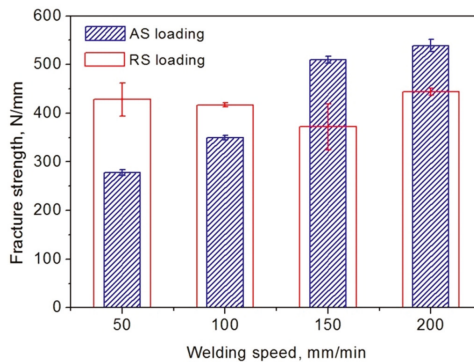 600
500
400
300
200
100
0
Fracture strength, N/mm
AS loading
RS loading
50 100 150 200
Welding speed, mm/min